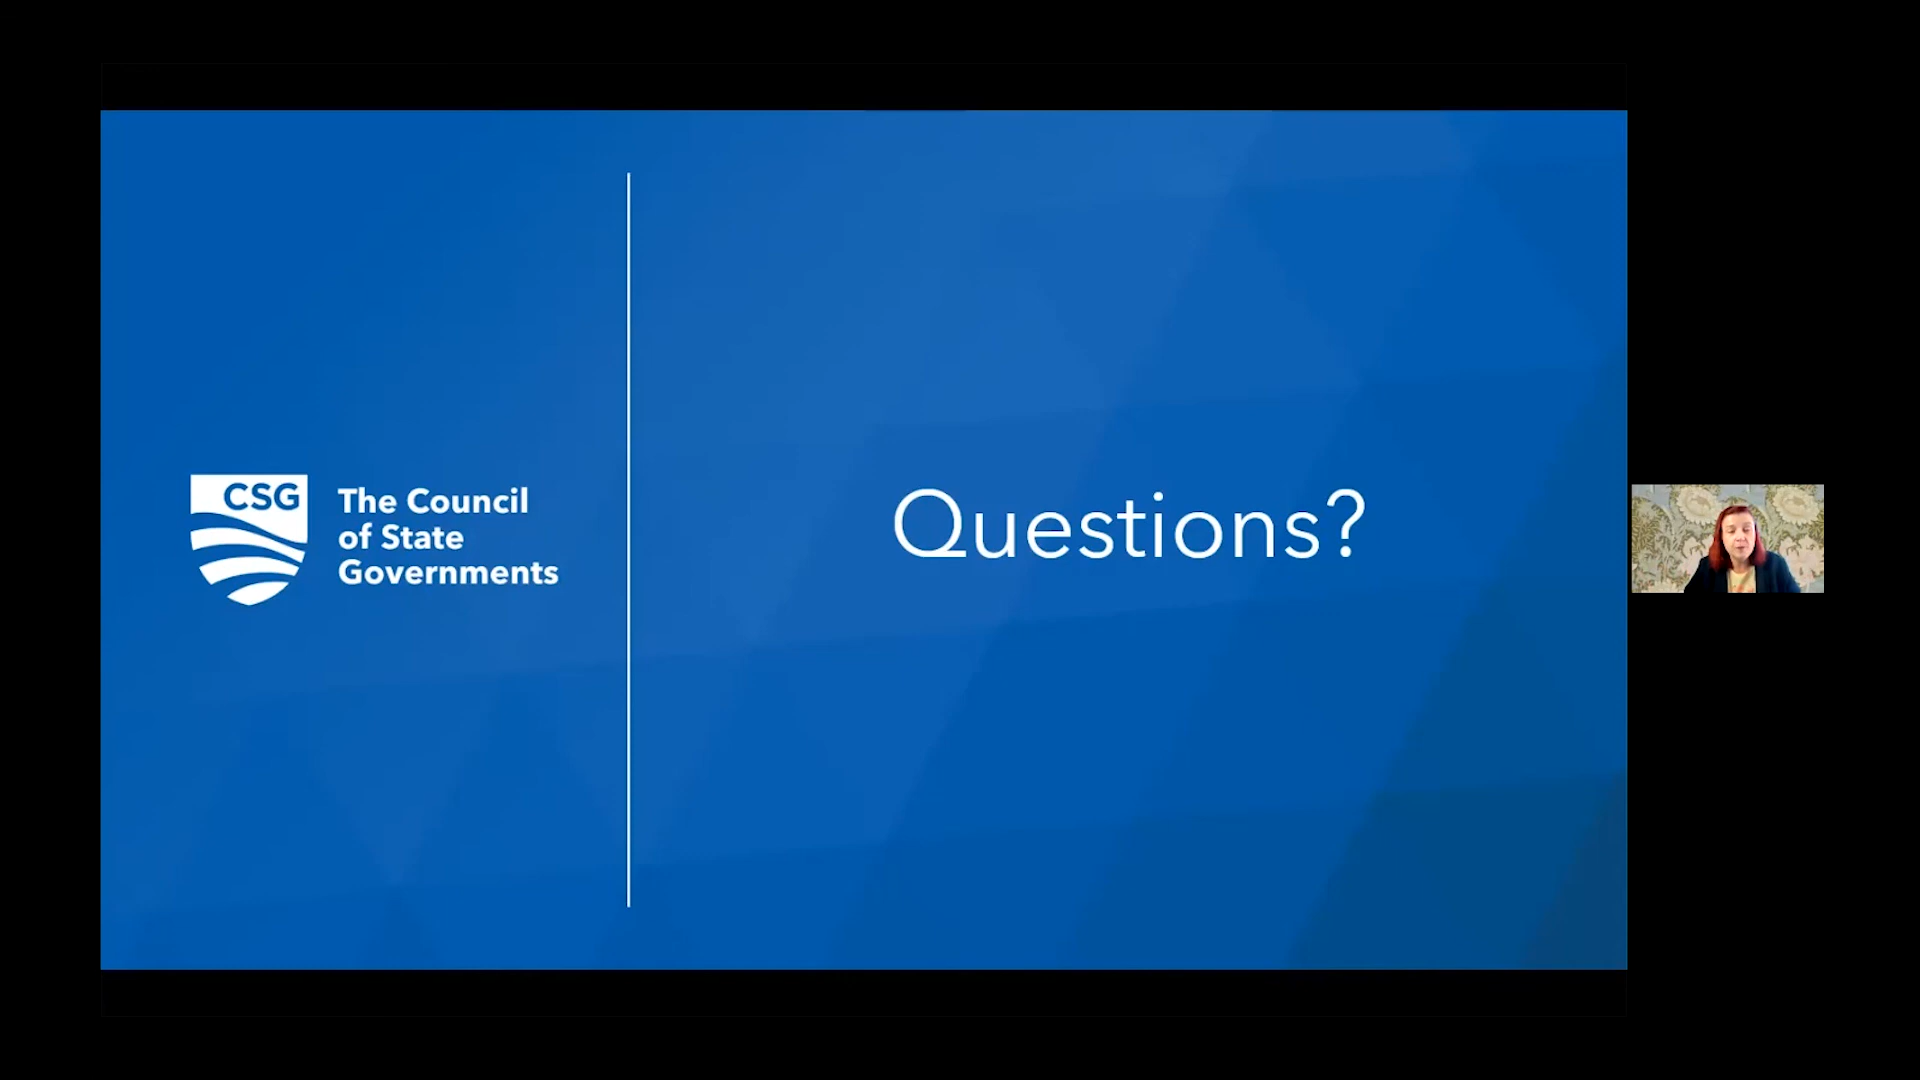 CSG
The Council
of State
Governments
Questions?